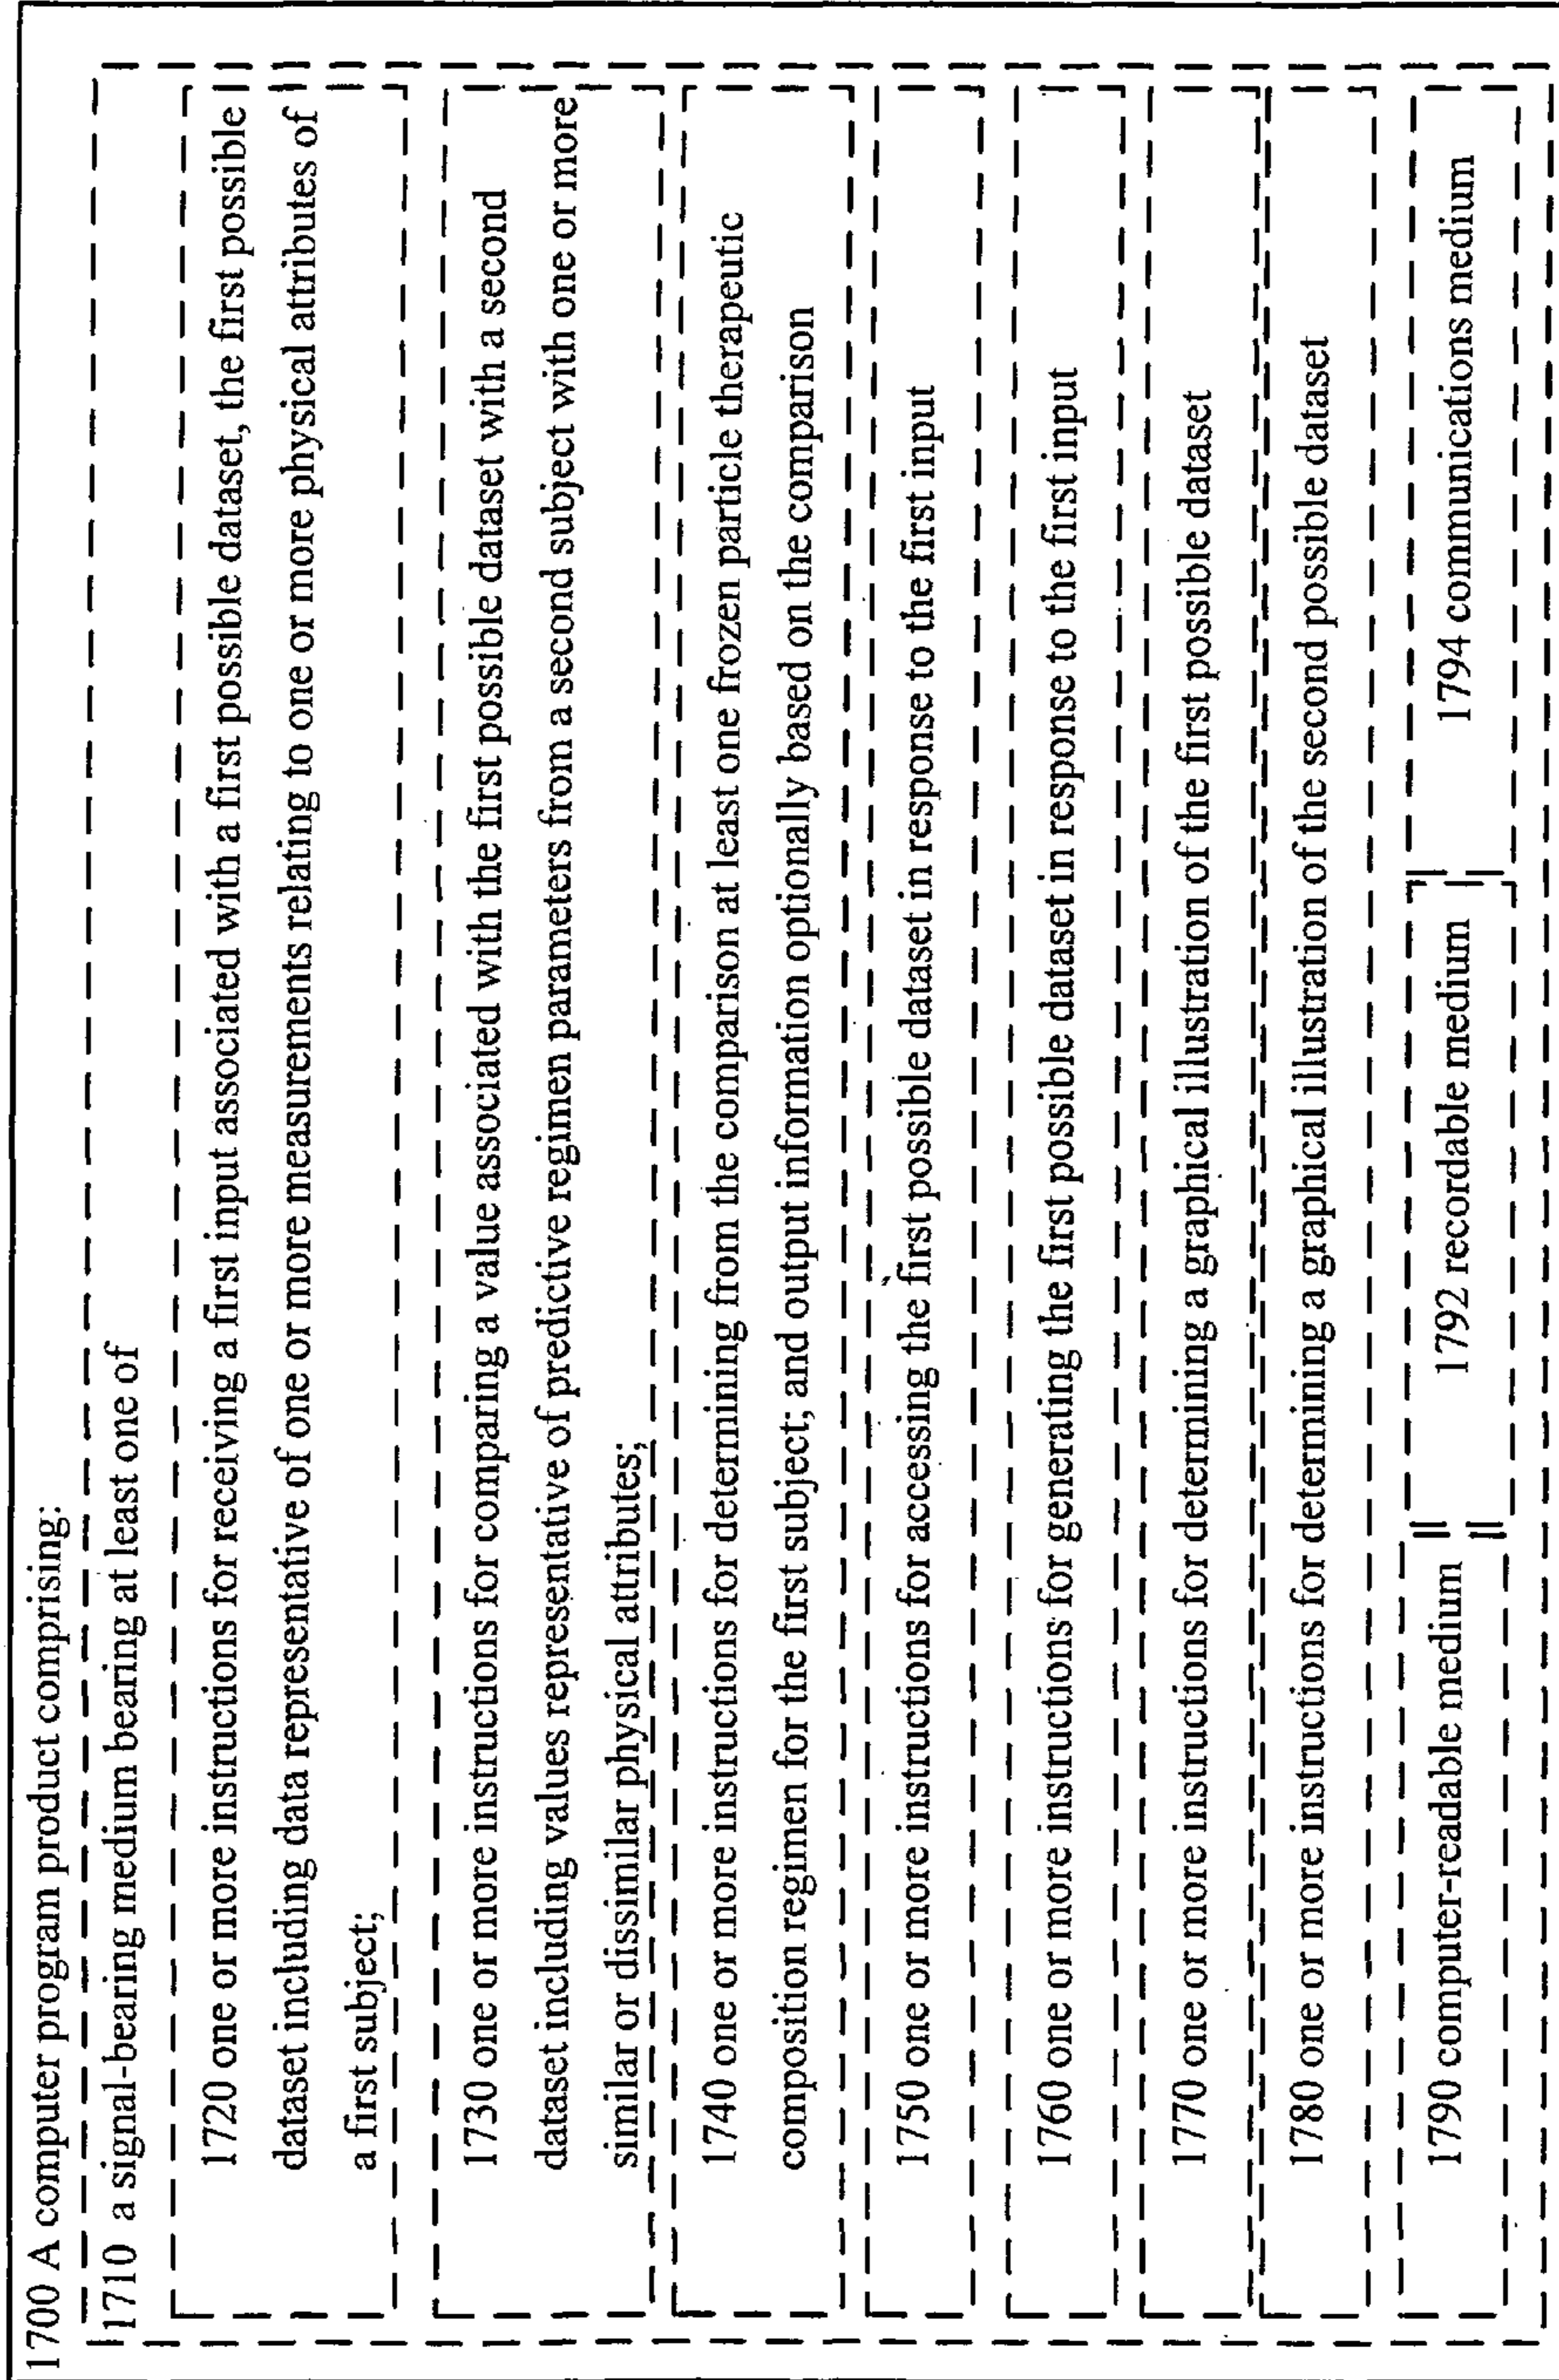 1700 A computer program product comprising:
1710 a signal-bearing medium bearing at least one of
1720 one or more instructions for receiving a first input associated with a first possible dataset, the first possible
dataset including data representative of one or more measurements relating to one or more physical attributes of
a first subject;
1730 one or more instructions for comparing a value associated with the first possible dataset with a second
dataset including values representative of predictive regimen parameters from a second subject with one or more
similar or dissimilar physical attributes;
1740 one or more instructions for determining from the comparison at least one frozen particle therapeutic
composition regimen for the first subject; and output information optionally based on the comparison
1750 one or more instructions for accessing the first possible dataset in response to the first input
1760 one or more instructions for generating the first possible dataset in response to the first input
1770 one or more instructions for determining a graphical illustration of the first possible dataset
1780 one or more instructions for determining a graphical illustration of the second possible dataset
1790 computer-readable medium
1792 recordable medium
1794 communications medium